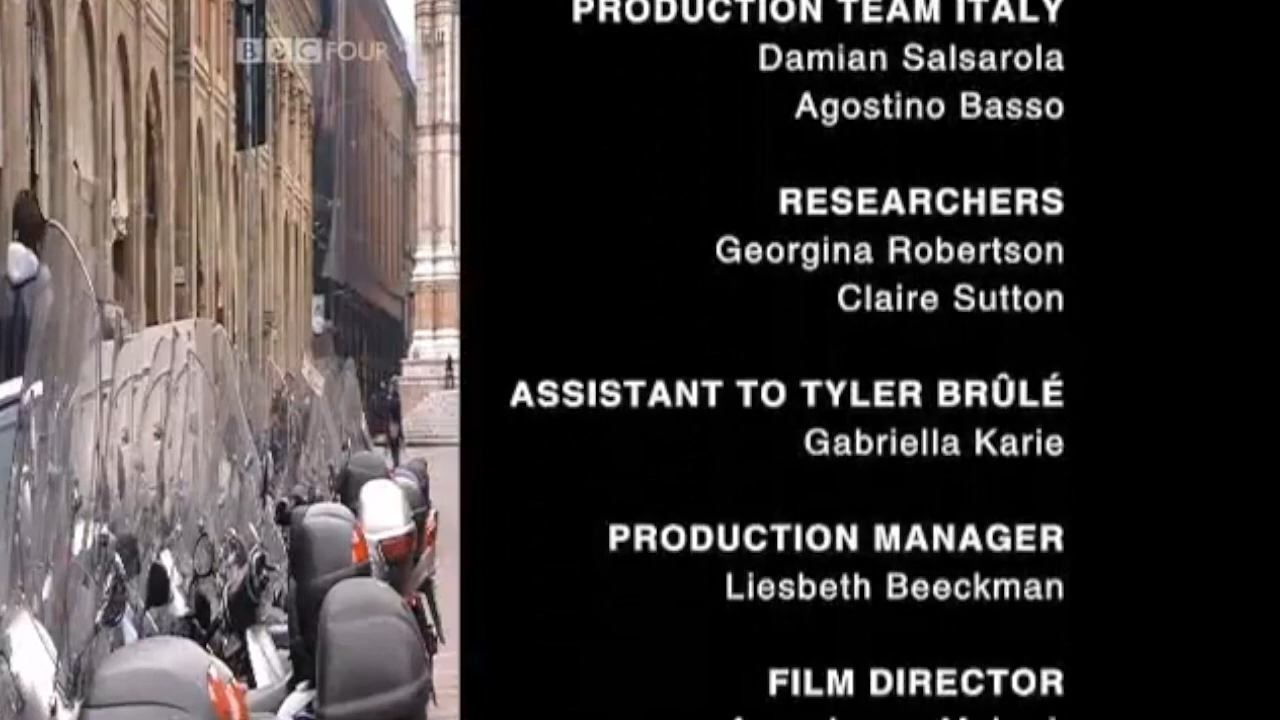 BBC FOUR
PRODUCTION TEAM ITALY
Damian Salsarola
Agostino Basso
RESEARCHERS
Georgina Robertson
Claire Sutton
ASSISTANT TO TYLER BRÛLÉ
Gabriella Karie
PRODUCTION MANAGER
Liesbeth Beeckman
FILM DIRECTOR